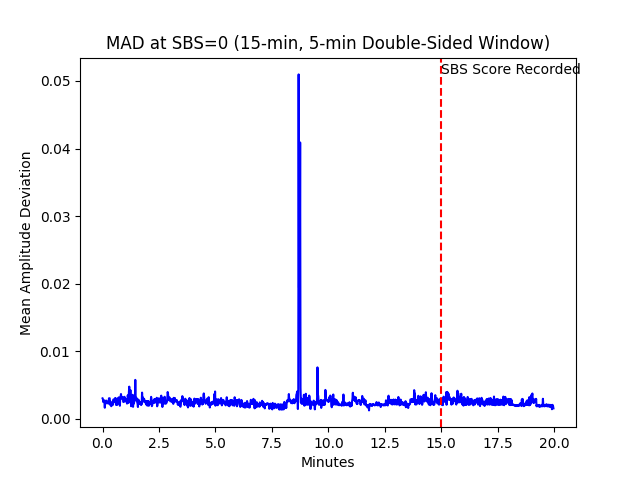 MAD at SBS=0 (15-min, 5-min Double-Sided Window)
SBS Score Recorded
0.05
0.04
0.03
0.02
0.01
0.00
Mean Amplitude Deviation
0.0 2.5 5.0 7.5 10.0 12.5 15.0 17.5 20.0
Minutes